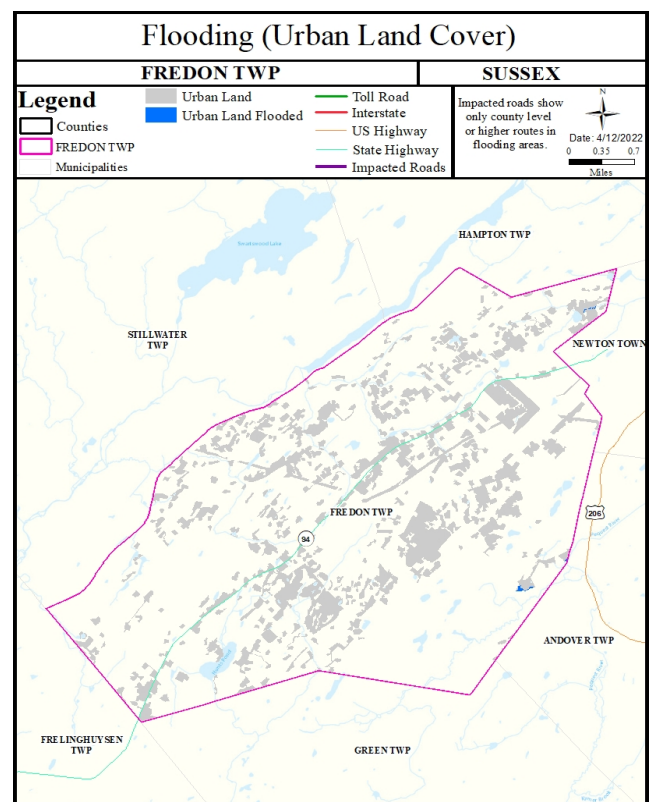 Flooding (Urban Land Cover)
FREDON TWP
SUSSEX
Legend
Counties
FREDON TWP
Municipalities
Urban Land
Urban Land Flooded
Toll Road
Interstate
US Highway
State Highway
Impacted Roads
Impacted roads show
only county level
or higher routes in
flooding areas.
N
Date: 4/12/2022
0 0.35 0.7
Miles
HAMPTON TWP
STILLWATER
TWP
NEWTON TOWN
FREDON TWP
206
94
ANDOVER TWP
FRELINGHUYSEN
TWP
GREEN TWP